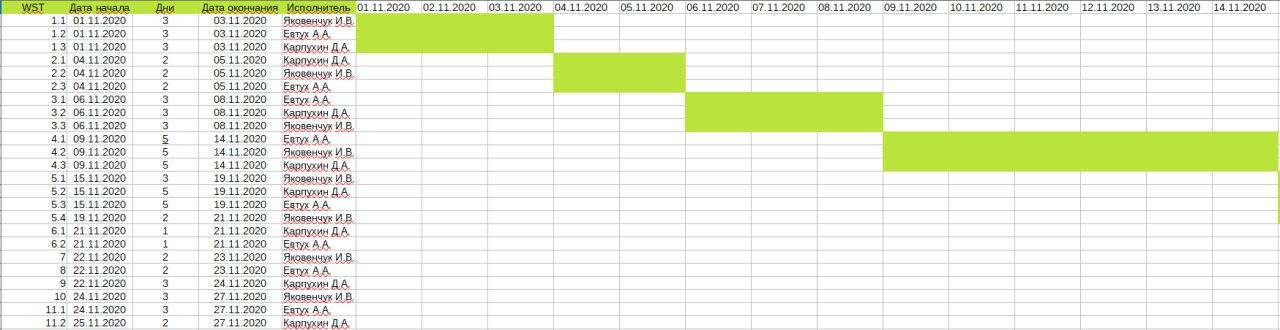 WST Дата начала Дни Дата окончания Исполнитель 01.11.2020 02.11.2020 03.11.2020 04.11.2020 05.11.2020 06.11.2020 07.11.2020 08.11.2020 09.11.2020 10.11.2020 11.11.2020 12.11.2020 13.11.2020 14.11.2020
1.1 01.11.2020 3 03.11.2020 Яковенчук И.В.
1.2 01.11.2020 3 03.11.2020 Евтух А.А.
1.3 01.11.2020 3 03.11.2020 Карпухин Д.А.
2.1 04.11.2020 2 05.11.2020 Карпухин Д.А.
2.2 04.11.2020 2 05.11.2020 Яковенчук И.В.
2.3 04.11.2020 2 05.11.2020 Евтух А.А.
3.1 06.11.2020 3 08.11.2020 Евтух А.А.
3.2 06.11.2020 3 08.11.2020 Карпухин Д.А.
3.3 06.11.2020 3 08.11.2020 Яковенчук И.В.
4.1 09.11.2020 5 14.11.2020 Евтух А.А.
4.2 09.11.2020 5 14.11.2020 Яковенчук И.В.
4.3 09.11.2020 5 14.11.2020 Карпухин Д.А.
5.1 15.11.2020 3 19.11.2020 Яковенчук И.В.
5.2 15.11.2020 5 19.11.2020 Карпухин Д.А.
5.3 15.11.2020 5 19.11.2020 Евтух А.А.
5.4 19.11.2020 2 21.11.2020 Яковенчук И.В.
6.1 21.11.2020 1 21.11.2020 Карпухин Д.А.
6.2 21.11.2020 1 21.11.2020 Евтух А.А.
7 22.11.2020 2 23.11.2020 Яковенчук И.В.
8 22.11.2020 2 23.11.2020 Евтух А.А.
9 22.11.2020 3 24.11.2020 Карпухин Д.А.
10 24.11.2020 3 27.11.2020 Яковенчук И.В.
11.1 24.11.2020 3 27.11.2020 Евтух А.А.
11.2 25.11.2020 2 27.11.2020 Карпухин Д.А.